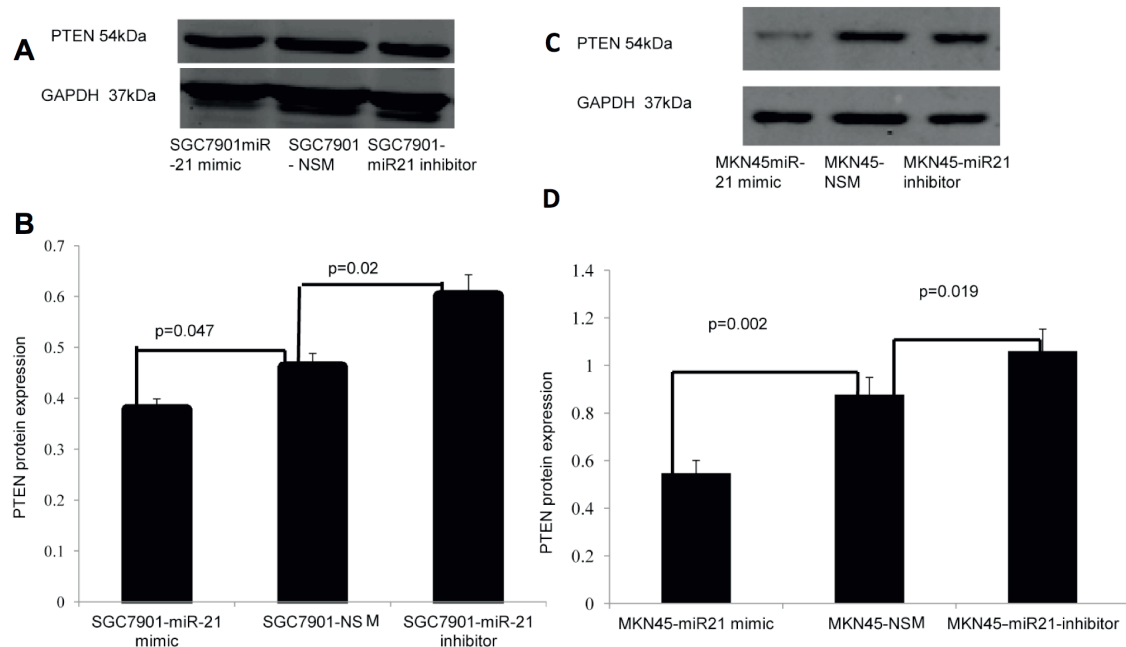 A
PTEN 54kDa
GAPDH 37kDa
SGC7901miR
-21 mimic
SGC7901
- NSM
SGC7901-
miR21 inhibitor
C
PTEN 54kDa
GAPDH 37kDa
MKN45miR-
21 mimic
MKN45-
NSM
MKN45-miR21
inhibitor
B
PTEN protein expression
0.7
0.6
0.5
0.4
0.3
0.2
0.1
0
p=0.047
p=0.02
SGC7901-miR-21
mimic
SGC7901-NSM
SGC7901-miR-21
inhibitor
D
PTEN protein expression
1.4
1.2
1
0.8
0.6
0.4
0.2
0
p=0.002
p=0.019
MKN45-miR21 mimic
MKN45-NSM
MKN45-miR21-inhibitor